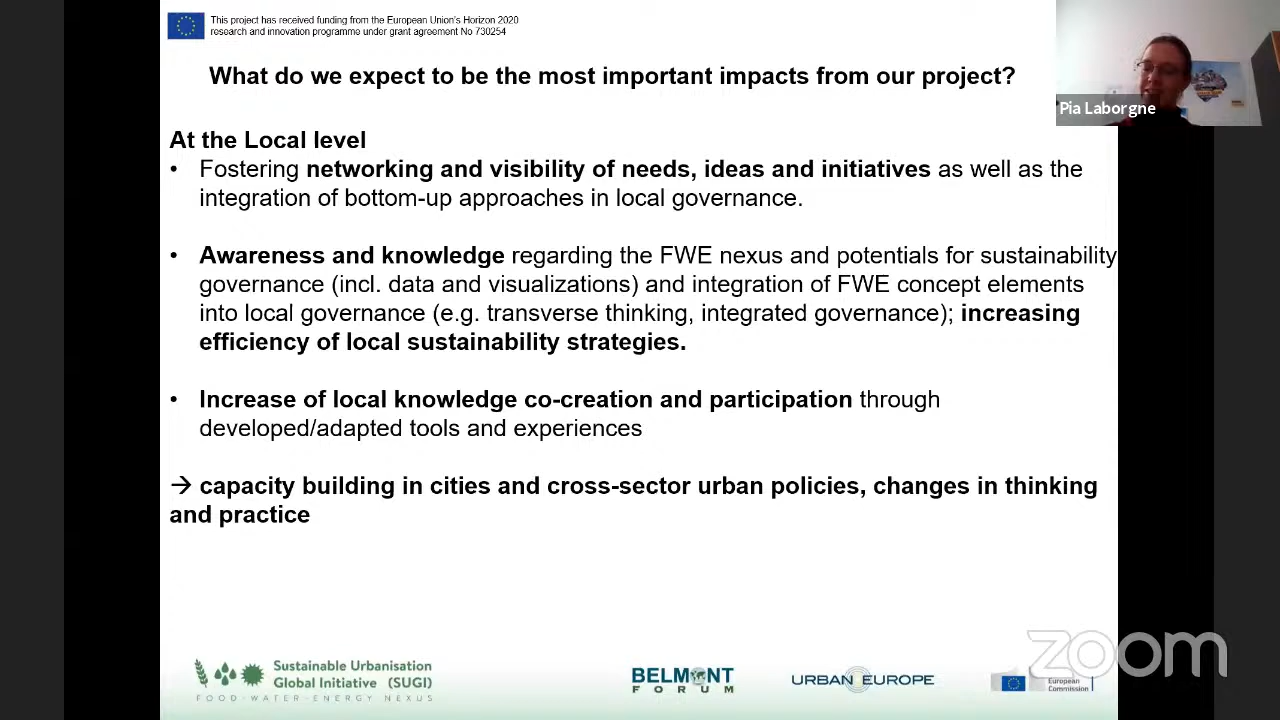 This project has received funding from the European Union's Horizon 2020
research and innovation programme under grant agreement No 730254
What do we expect to be the most important impacts from our project?
Pia Laborgne
At the Local level
• Fostering networking and visibility of needs, ideas and initiatives as well as the
integration of bottom-up approaches in local governance.
• Awareness and knowledge regarding the FWE nexus and potentials for sustainability
governance (incl. data and visualizations) and integration of FWE concept elements
into local governance (e.g. transverse thinking, integrated governance); increasing
efficiency of local sustainability strategies.
• Increase of local knowledge co-creation and participation through
developed/adapted tools and experiences
→ capacity building in cities and cross-sector urban policies, changes in thinking
and practice
Sustainable Urbanisation
Global Initiative (SUGI)
FOOD-WATER-ENERGY NEXUS
BELMONT
FORUM
URBAN EUROPE
European
Commission
zoom